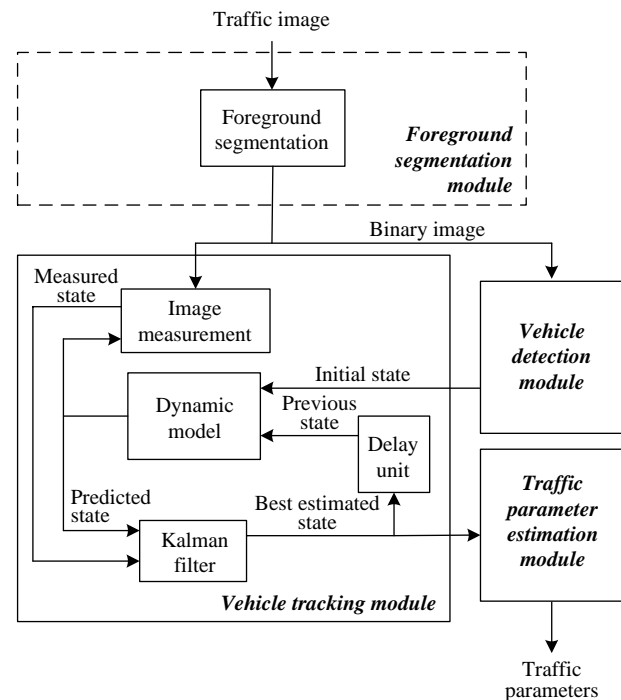 Traffic image
Foreground
segmentation
Foreground
segmentation
module
Binary image
Measured
state
Image
measurement
Vehicle
detection
module
Initial state
Dynamic
model
Previous
state
Delay
unit
Predicted
state
Best estimated
state
Kalman
filter
Traffic
parameter
estimation
module
Vehicle tracking module
Traffic
parameters